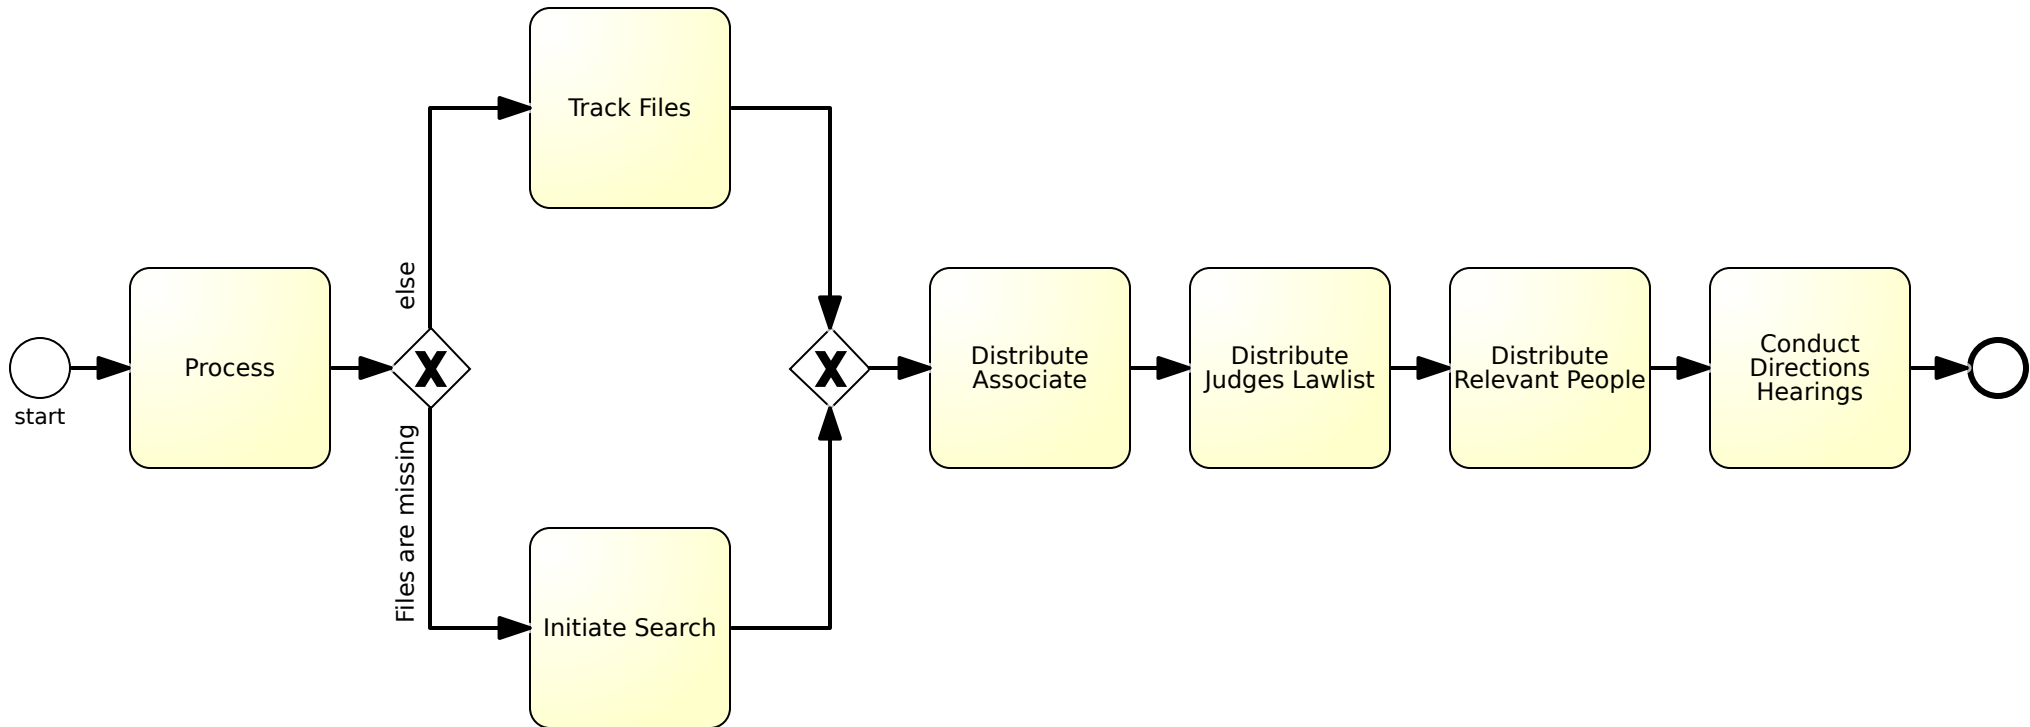 start
Process
else
Files are missing
Track Files
Initiate Search
Distribute
Associate
Distribute
Judges Lawlist
Distribute
Relevant People
Conduct
Directions
Hearings